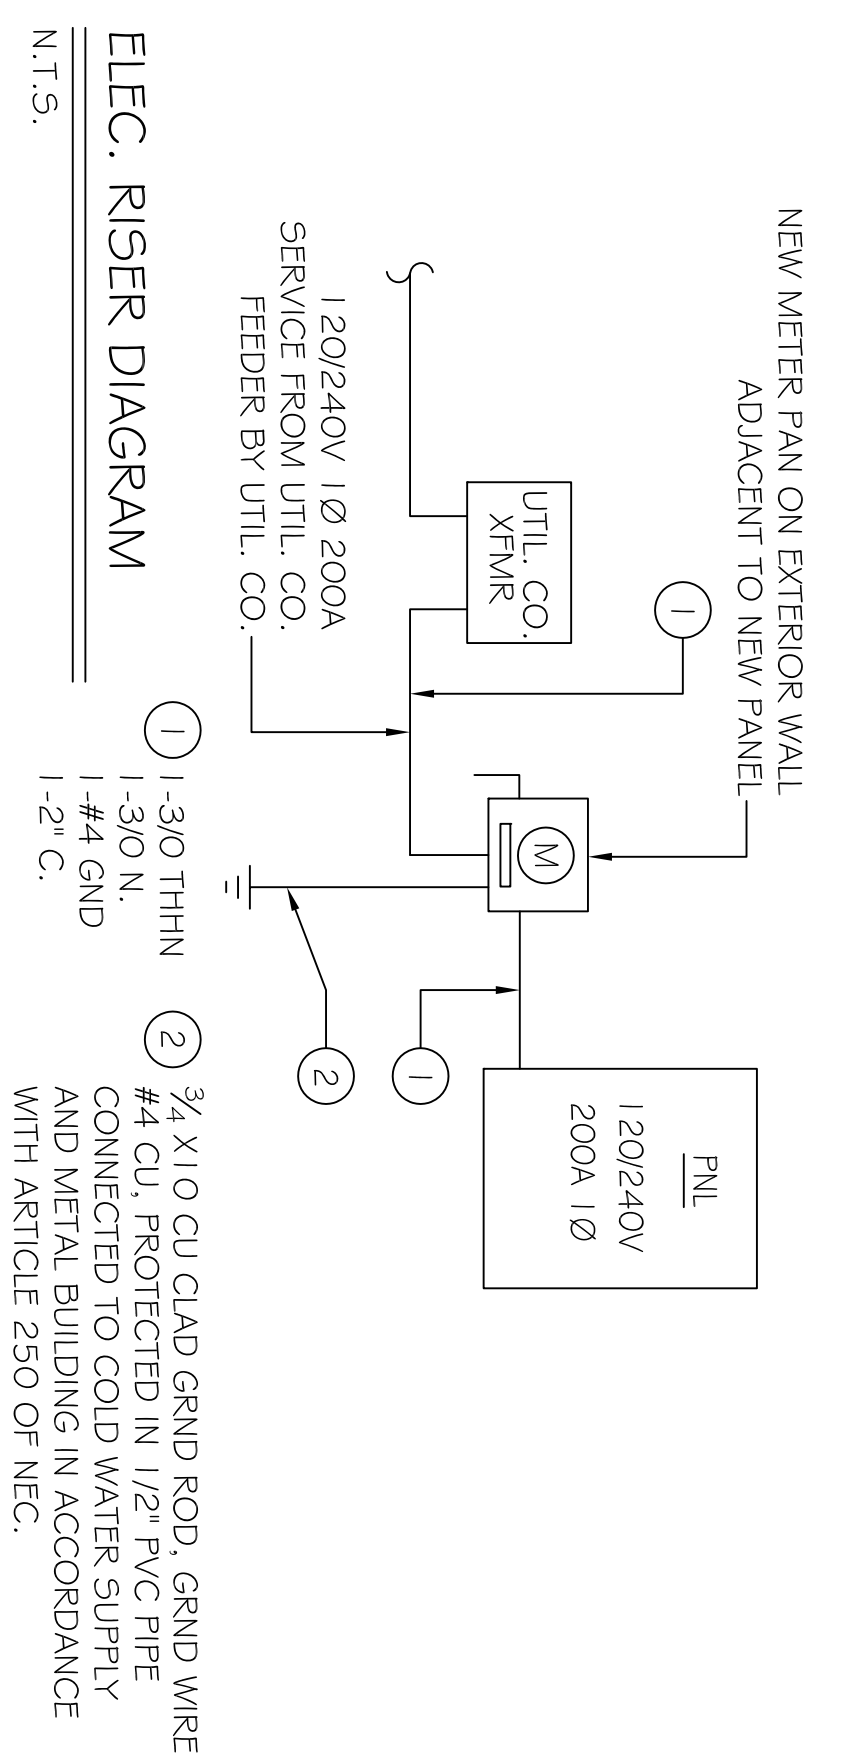 NEW METER PAN ON EXTERIOR WALL
ADJACENT TO NEW PANEL
1
UTIL. CO.
XFMR
M
PNL
120/240V
200A 1Ø
120/240V 1Ø 200A
SERVICE FROM UTIL. CO.
FEEDER BY UTIL. CO.
1
2
ELEC. RISER DIAGRAM
N.T.S.
1
1-3/0 THHN
1-3/0 N.
1-#4 GND
1-2" C.
2
3/4 X10 CU CLAD GRND ROD, GRND WIRE
#4 CU, PROTECTED IN 1/2" PVC PIPE
CONNECTED TO COLD WATER SUPPLY
AND METAL BUILDING IN ACCORDANCE
WITH ARTICLE 250 OF NEC.